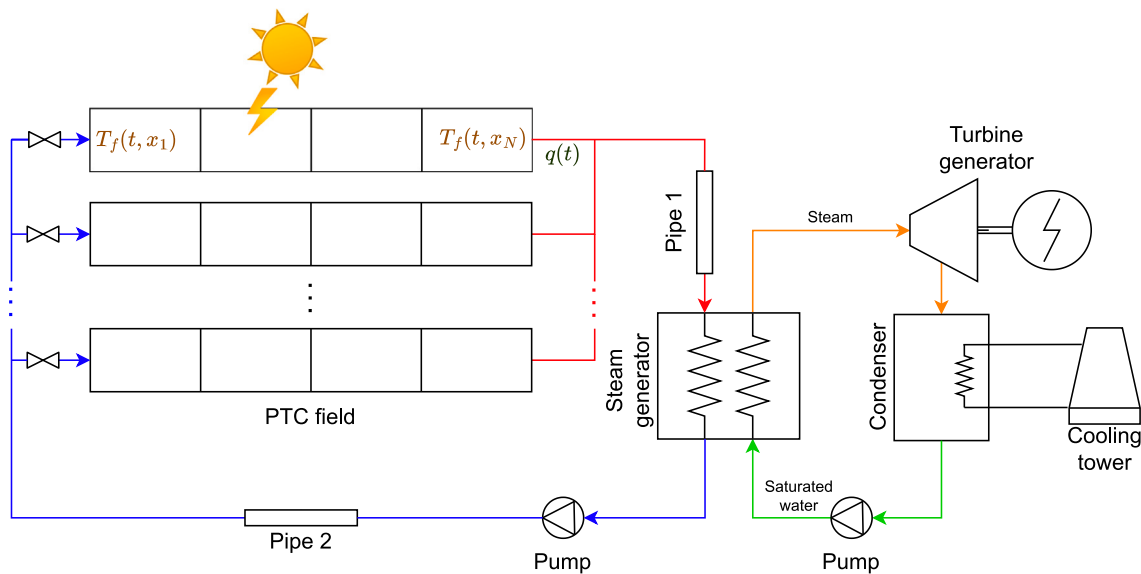 T_f(t, x_1)
T_f(t, x_N)
q(t)
Turbine
generator
Pipe 1
Steam
Steam
generator
Condenser
PTC field
Cooling
tower
Saturated
water
Pipe 2
Pump
Pump